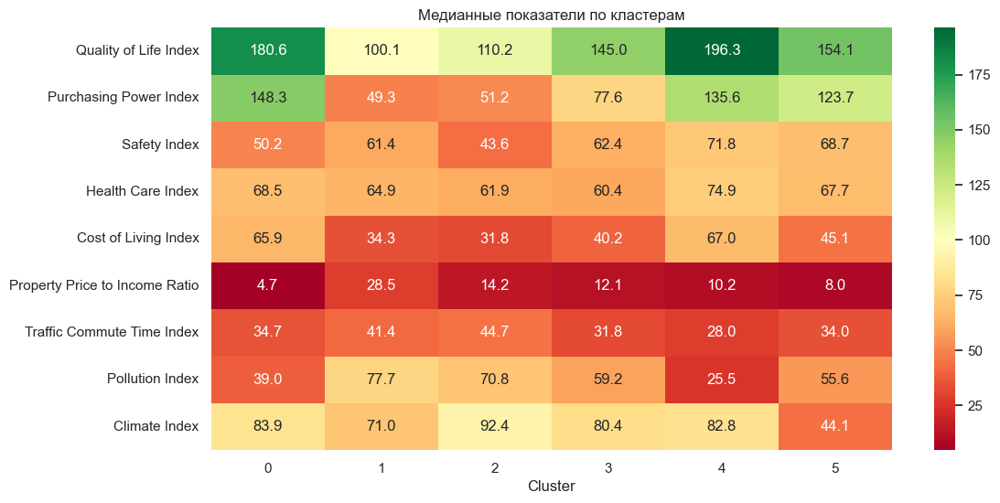 Медианные показатели по кластерам
Quality of Life Index 180.6 100.1 110.2 145.0 196.3 154.1
Purchasing Power Index 148.3 49.3 51.2 77.6 135.6 123.7
Safety Index 50.2 61.4 43.6 62.4 71.8 68.7
Health Care Index 68.5 64.9 61.9 60.4 74.9 67.7
Cost of Living Index 65.9 34.3 31.8 40.2 67.0 45.1
Property Price to Income Ratio 4.7 28.5 14.2 12.1 10.2 8.0
Traffic Commute Time Index 34.7 41.4 44.7 31.8 28.0 34.0
Pollution Index 39.0 77.7 70.8 59.2 25.5 55.6
Climate Index 83.9 71.0 92.4 80.4 82.8 44.1
0 1 2 3 4 5
Cluster
175
150
125
100
75
50
25